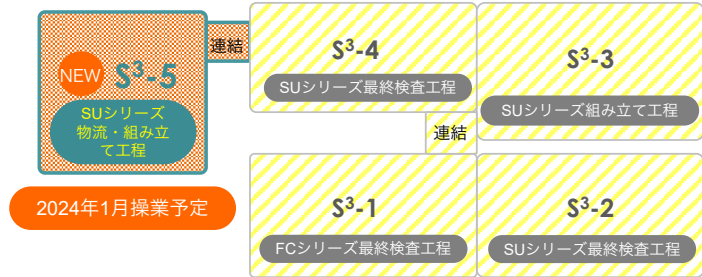 NEW
S³-5
SUシリーズ
物流・組み立
て工程
連結
2024年1月操業予定
S³-4
SUシリーズ最終検査工程
S³-3
SUシリーズ組み立て工程
連結
S³-1
FCシリーズ最終検査工程
S³-2
SUシリーズ最終検査工程